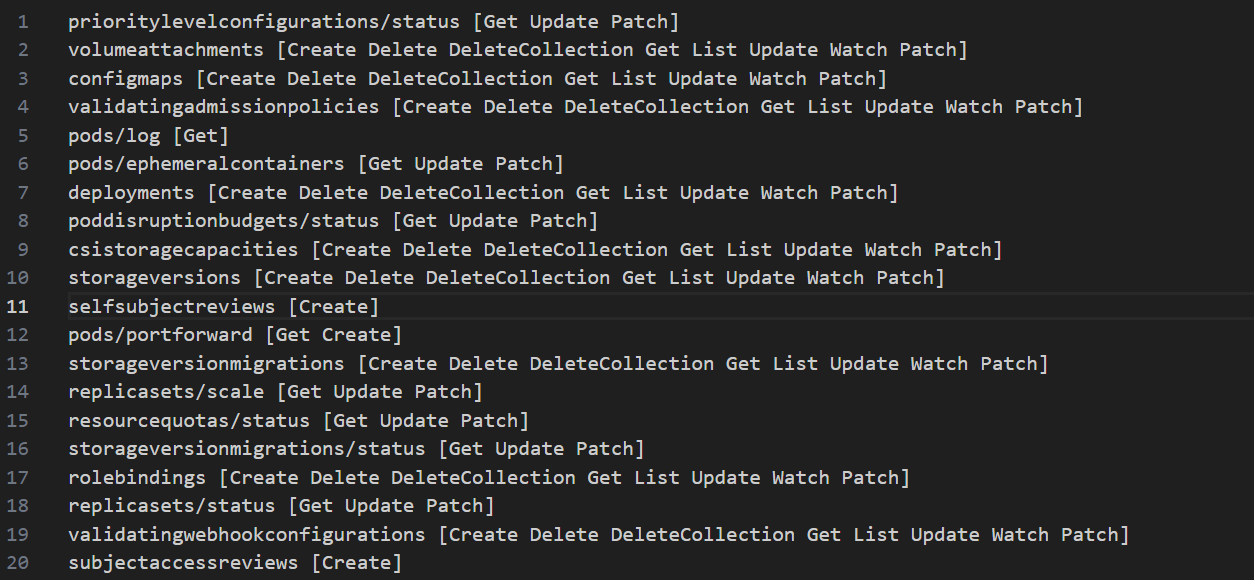 1 prioritylevelconfigurations/status [Get Update Patch]
2 volumeattachments [Create Delete DeleteCollection Get List Update Watch Patch]
3 configmaps [Create Delete DeleteCollection Get List Update Watch Patch]
4 validatingadmissionpolicies [Create Delete DeleteCollection Get List Update Watch Patch]
5 pods/log [Get]
6 pods/ephemeralcontainers [Get Update Patch]
7 deployments [Create Delete DeleteCollection Get List Update Watch Patch]
8 poddisruptionbudgets/status [Get Update Patch]
9 csistoragecapacities [Create Delete DeleteCollection Get List Update Watch Patch]
10 storageversions [Create Delete DeleteCollection Get List Update Watch Patch]
11 selfsubjectreviews [Create]
12 pods/portforward [Get Create]
13 storageversionmigrations [Create Delete DeleteCollection Get List Update Watch Patch]
14 replicasets/scale [Get Update Patch]
15 resourcequotas/status [Get Update Patch]
16 storageversionmigrations/status [Get Update Patch]
17 rolebindings [Create Delete DeleteCollection Get List Update Watch Patch]
18 replicasets/status [Get Update Patch]
19 validatingwebhookconfigurations [Create Delete DeleteCollection Get List Update Watch Patch]
20 subjectaccessreviews [Create]